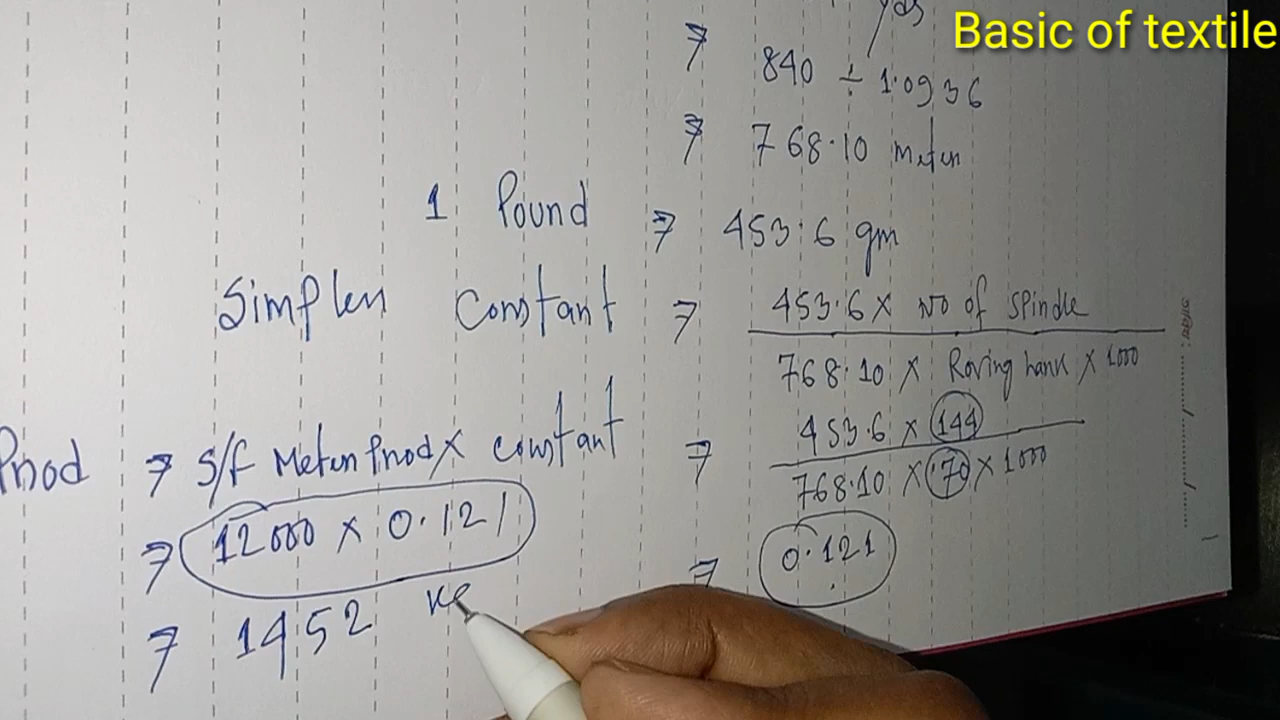 Basic of textile
yds
⇒ 840 ÷ 1.0936
⇒ 768.10 meter
1 Pound ⇒ 453.6 gm
Simplex Constant ⇒ 453.6 × No of Spindle
768.10 × Roving hank × 1000
Prod ⇒ S/f Meter Prod × constant ⇒ 453.6 × 144
768.10 × .70 × 1000
⇒ 12000 × 0.121 ⇒ 0.121
⇒ 1452 kg